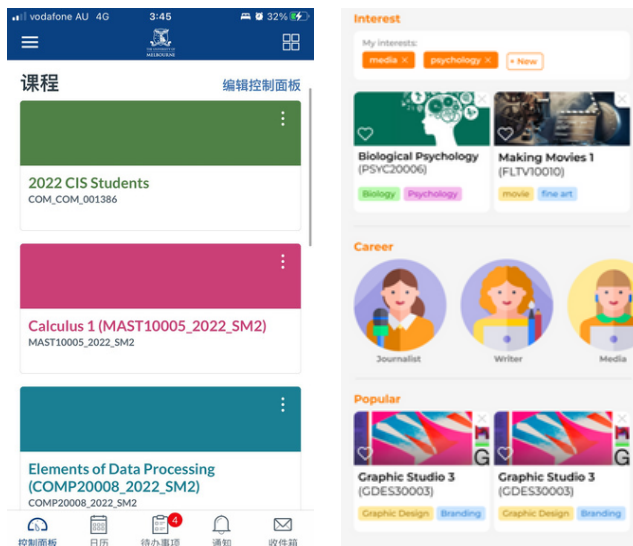 vodafone AU 4G 3:45 32%
THE UNIVERSITY OF
MELBOURNE
课程 编辑控制面板
2022 CIS Students
COM_COM_001386
Calculus 1 (MAST10005_2022_SM2)
MAST10005_2022_SM2
Elements of Data Processing
(COMP20008_2022_SM2)
COMP20008_2022_SM2
4
控制面板 日历 待办事项 通知 收件箱
Interest
My interests:
media × psychology × + New
Biological Psychology
(PSYC20006)
Biology Psychology
Making Movies 1
(FLTV10010)
movie fine art
Career
Journalist Writer Media
Popular
Graphic Studio 3
(GDES30003)
Graphic Design Branding
Graphic Studio 3
(GDES30003)
Graphic Design Branding